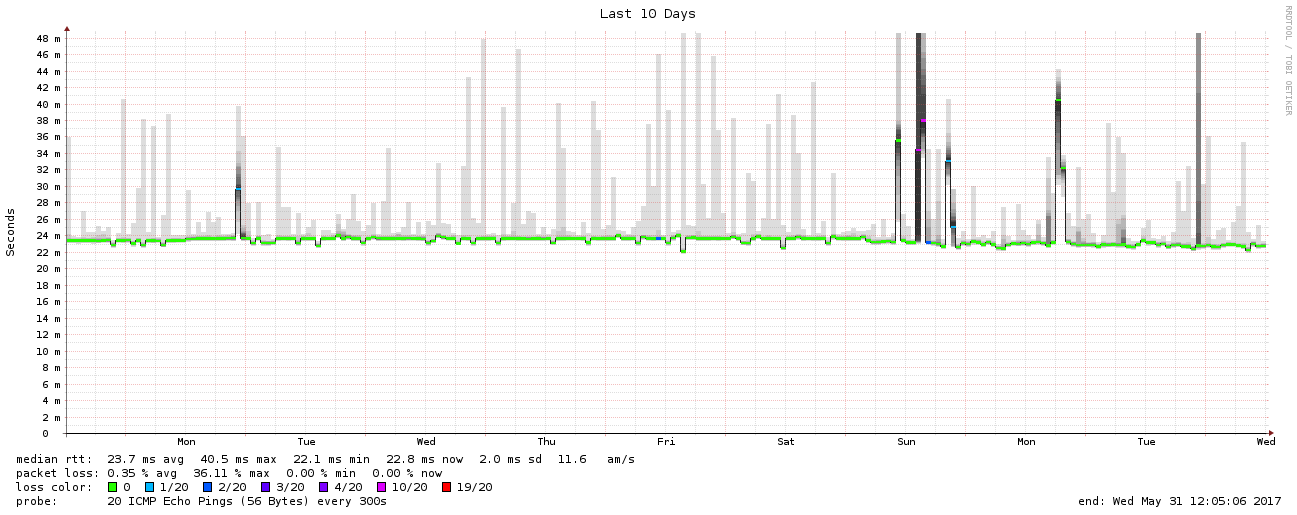 Last 10 Days
RRDTOOL / TOBI OETIKER
Seconds
48 m
46 m
44 m
42 m
40 m
38 m
36 m
34 m
32 m
30 m
28 m
26 m
24 m
22 m
20 m
18 m
16 m
14 m
12 m
10 m
8 m
6 m
4 m
2 m
0
Mon Tue Wed Thu Fri Sat Sun Mon Tue Wed
median rtt: 23.7 ms avg 40.5 ms max 22.1 ms min 22.8 ms now 2.0 ms sd 11.6 am/s
packet loss: 0.35 % avg 36.11 % max 0.00 % min 0.00 % now
loss color: 0 1/20 2/20 3/20 4/20 10/20 19/20
probe: 20 ICMP Echo Pings (56 Bytes) every 300s end: Wed May 31 12:05:06 2017